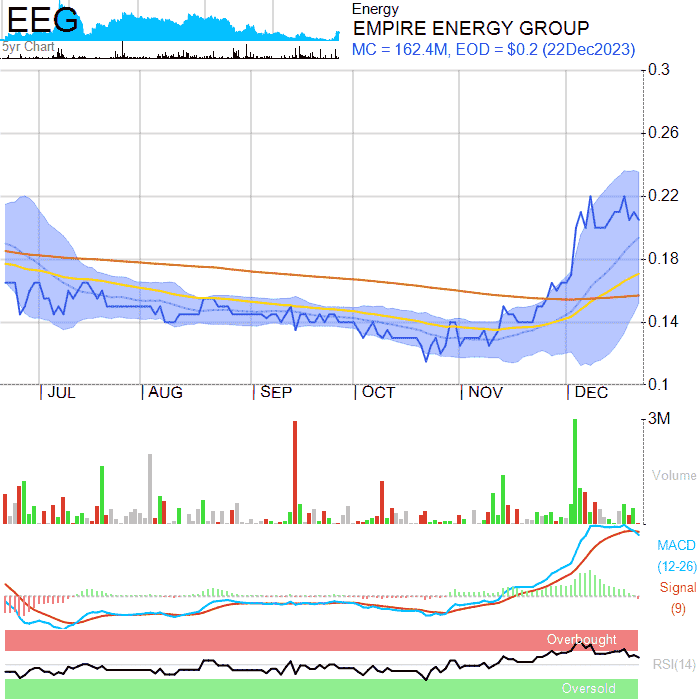 EEG
5yr Chart
Energy
EMPIRE ENERGY GROUP
MC = 162.4M, EOD = $0.2 (22Dec2023)
0.3
0.26
0.22
0.18
0.14
0.1
JUL AUG SEP OCT NOV DEC
3M
Volume
MACD
(12-26)
Signal
(9)
Overbought
RSI(14)
Oversold